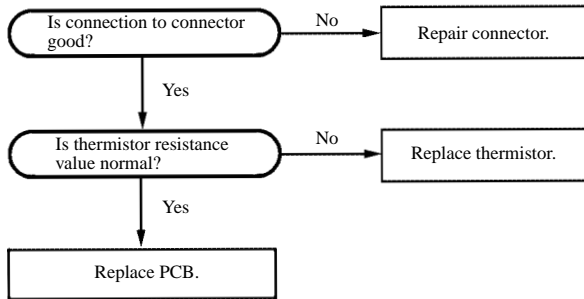 Is connection to connector
good?
No
Repair connector.
Yes
Is thermistor resistance
value normal?
No
Replace thermistor.
Yes
Replace PCB.